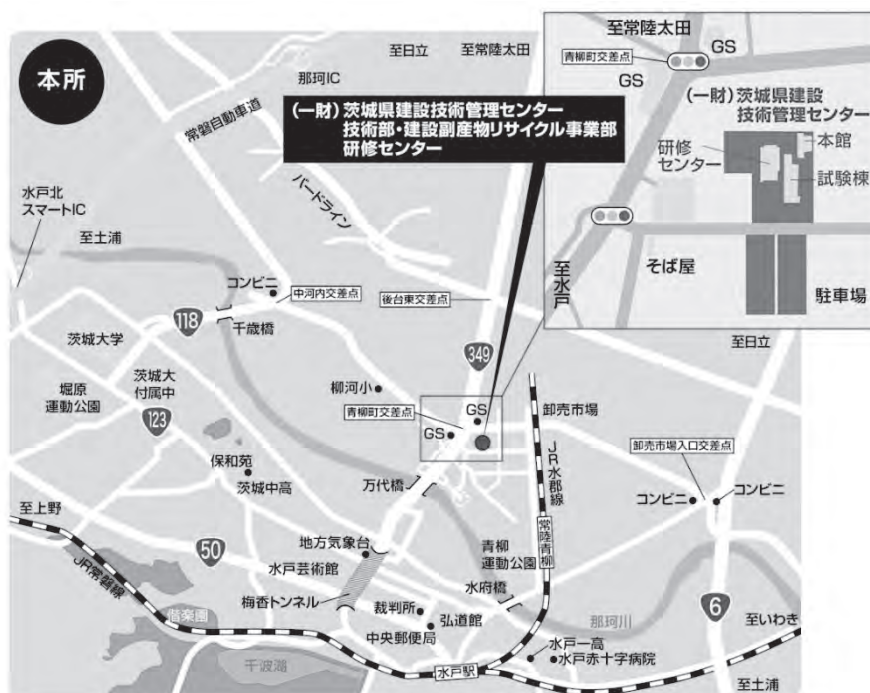 本所
至日立
至常陸太田
那珂IC
常磐自動車道
(一財)茨城県建設技術管理センター
技術部・建設副産物リサイクル事業部
研修センター
バードライン
水戸北
スマートIC
至土浦
コンビニ
中河内交差点
後台東交差点
118
千歳橋
茨城大学
349
堀原
運動公園
茨城大
付属中
柳河小
123
青柳町交差点
GS
GS
卸売市場
至日立
JR水郡線
卸売市場入口交差点
保和苑
茨城中高
万代橋
コンビニ
コンビニ
至上野
常陸青柳
50
地方気象台
水戸芸術館
青柳
運動公園
JR常磐線
梅香トンネル
水府橋
偕楽園
裁判所
弘道館
那珂川
6
至いわき
中央郵便局
千波湖
水戸駅
水戸一高
水戸赤十字病院
至土浦
至常陸太田
青柳町交差点
GS
GS
(一財)茨城県建設
技術管理センター
本館
研修
センター
試験棟
至水戸
そば屋
駐車場